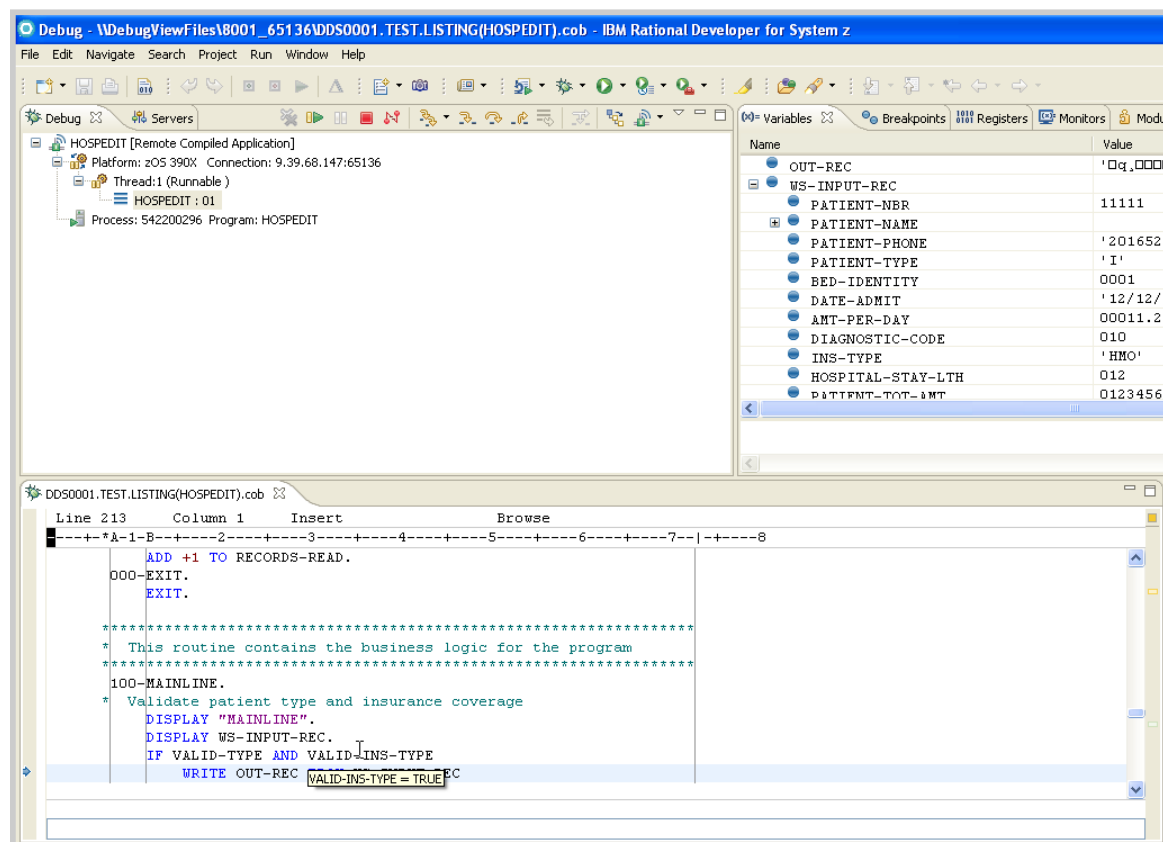 Debug - \\DebugViewFiles\8001_65136\DDS0001.TEST.LISTING(HOSPEDIT).cob - IBM Rational Developer for System z
File Edit Navigate Search Project Run Window Help
Debug Servers
HOSPEDIT [Remote Compiled Application]
Platform: zOS 390X Connection: 9.39.68.147:65136
Thread:1 (Runnable )
HOSPEDIT : 01
Process: 542200296 Program: HOSPEDIT
(x)= Variables Breakpoints Registers Monitors Modu
Name Value
OUT-REC
WS-INPUT-REC
PATIENT-NBR 11111
PATIENT-NAME
PATIENT-PHONE '201652
PATIENT-TYPE 'I'
BED-IDENTITY 0001
DATE-ADMIT '12/12/
AMT-PER-DAY 00011.2
DIAGNOSTIC-CODE 010
INS-TYPE 'HMO'
HOSPITAL-STAY-LTH 012
PATIENT-TOT-AMT 0123456
DDS0001.TEST.LISTING(HOSPEDIT).cob
Line 213 Column 1 Insert Browse
----+-*A-1-B--+----2----+----3----+----4----+----5----+----6----+----7--|-+----8
ADD +1 TO RECORDS-READ.
000-EXIT.
EXIT.
******************************************************************
* This routine contains the business logic for the program
******************************************************************
100-MAINLINE.
* Validate patient type and insurance coverage
DISPLAY "MAINLINE".
DISPLAY WS-INPUT-REC.
IF VALID-TYPE AND VALID-INS-TYPE
WRITE OUT-REC
VALID-INS-TYPE = TRUE